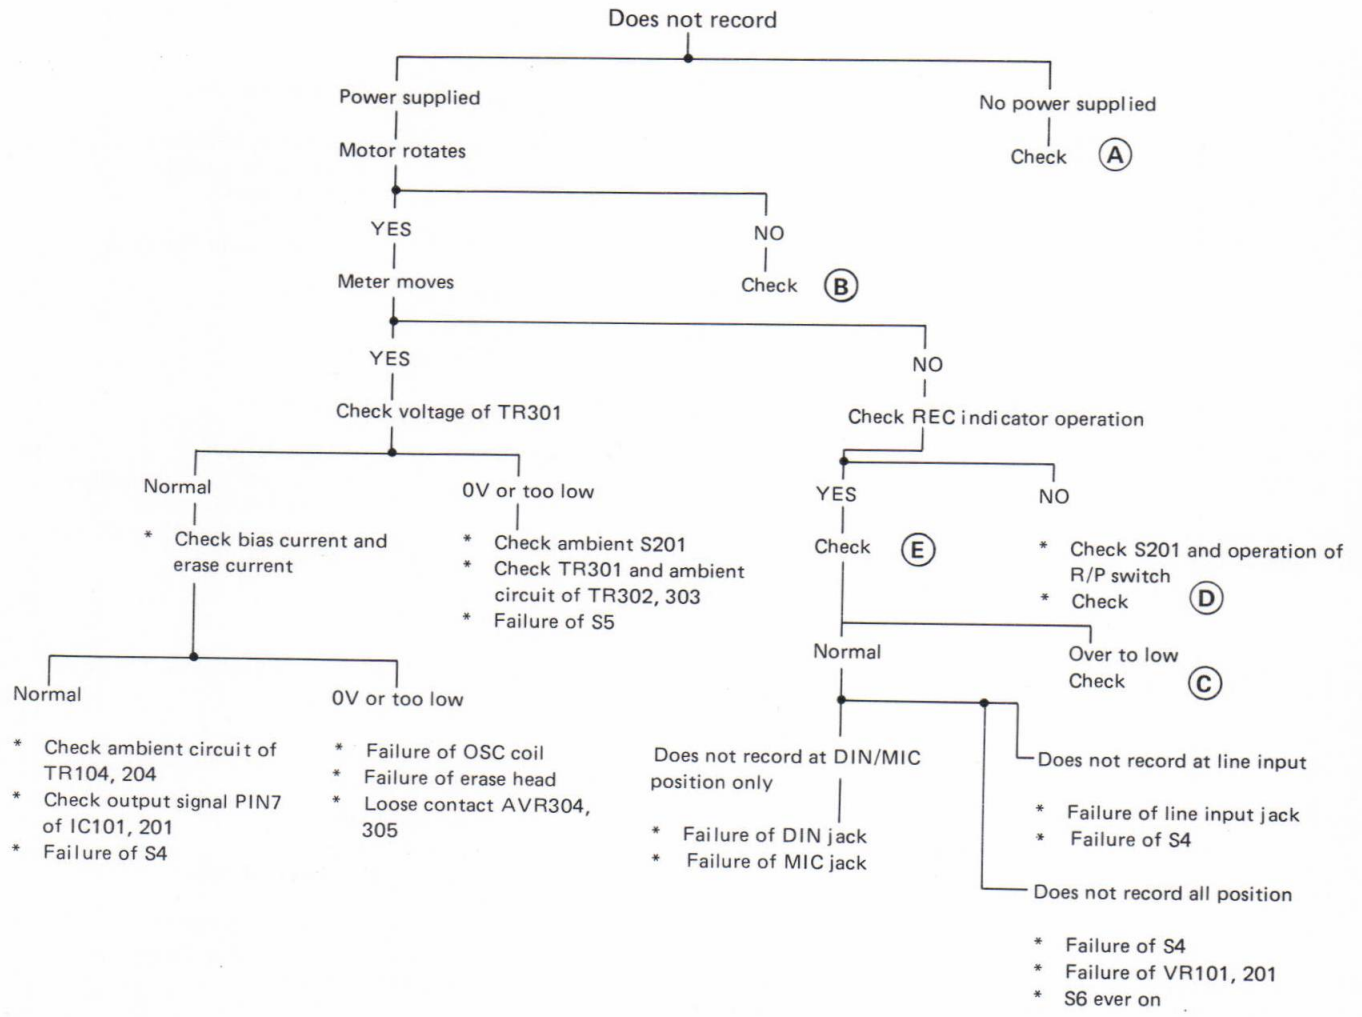 Does not record
Power supplied
No power supplied
Motor rotates
Check A
YES
NO
Meter moves
Check B
YES
NO
Check voltage of TR301
Check REC indicator operation
Normal
0V or too low
YES
NO
* Check bias current and
erase current
* Check ambient S201
* Check TR301 and ambient
circuit of TR302, 303
* Failure of S5
Check E
* Check S201 and operation of
R/P switch
* Check D
Normal
Over to low
Check C
Normal
0V or too low
* Check ambient circuit of
TR104, 204
* Check output signal PIN7
of IC101, 201
* Failure of S4
* Failure of OSC coil
* Failure of erase head
* Loose contact AVR304,
305
Does not record at DIN/MIC
position only
* Failure of DIN jack
* Failure of MIC jack
Does not record at line input
* Failure of line input jack
* Failure of S4
Does not record all position
* Failure of S4
* Failure of VR101, 201
* S6 ever on